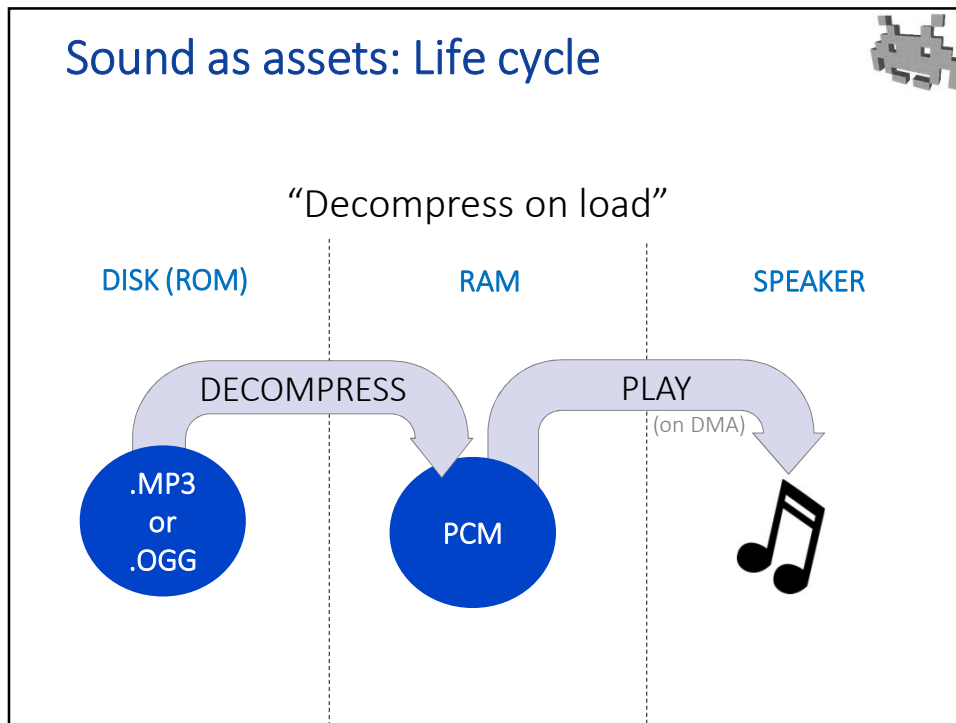 Sound as assets: Life cycle
“Decompress on load”
DISK (ROM)
RAM
SPEAKER
DECOMPRESS
PLAY
(on DMA)
.MP3
or
.OGG
PCM